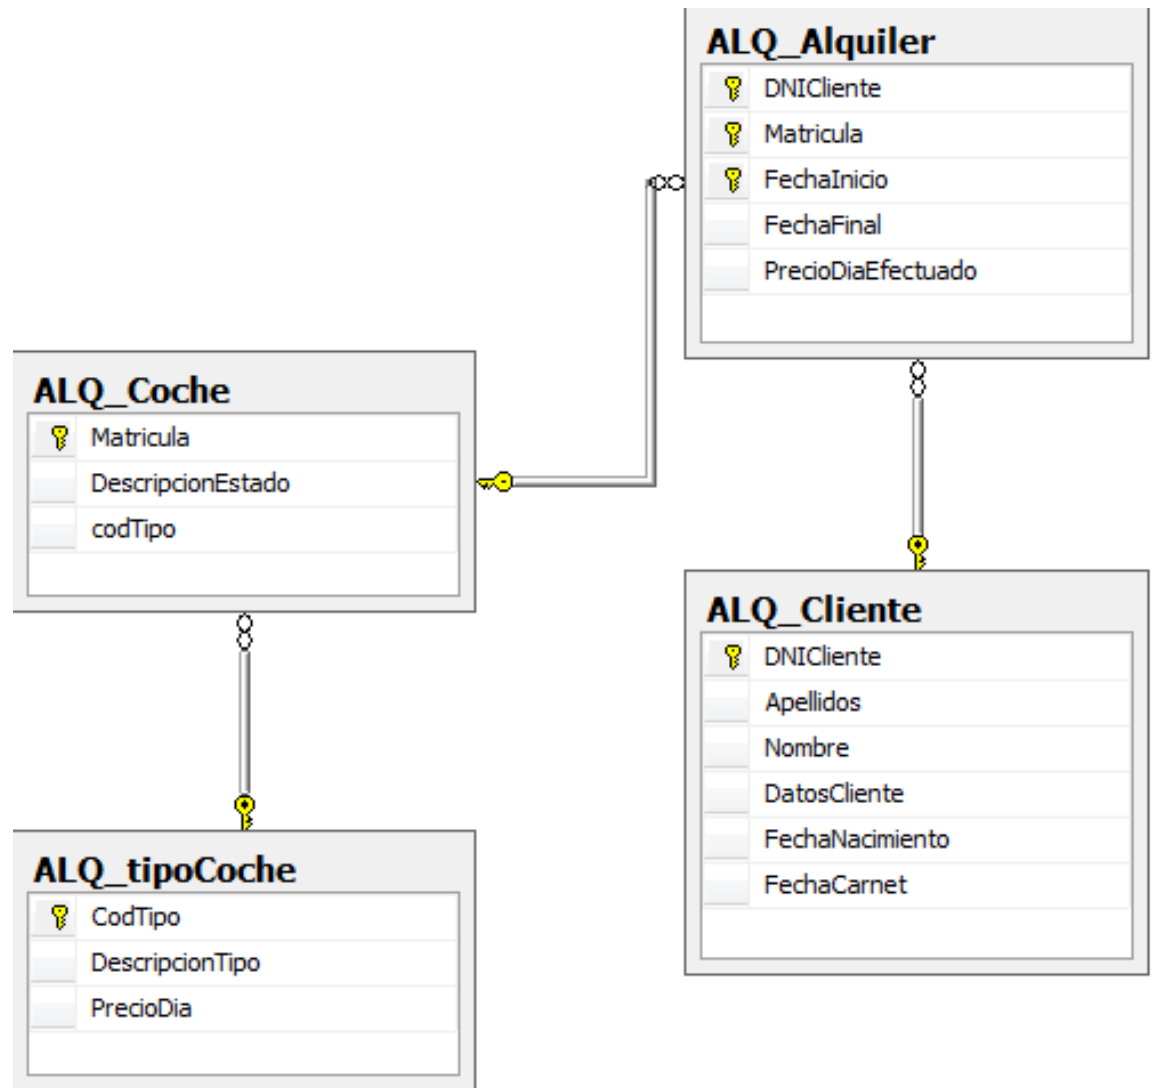 ALQ_Alquiler
DNICliente
Matricula
FechaInicio
FechaFinal
PrecioDiaEfectuado
ALQ_Coche
Matricula
DescripcionEstado
codTipo
ALQ_Cliente
DNICliente
Apellidos
Nombre
DatosCliente
FechaNacimiento
FechaCarnet
ALQ_tipoCoche
CodTipo
DescripcionTipo
PrecioDia